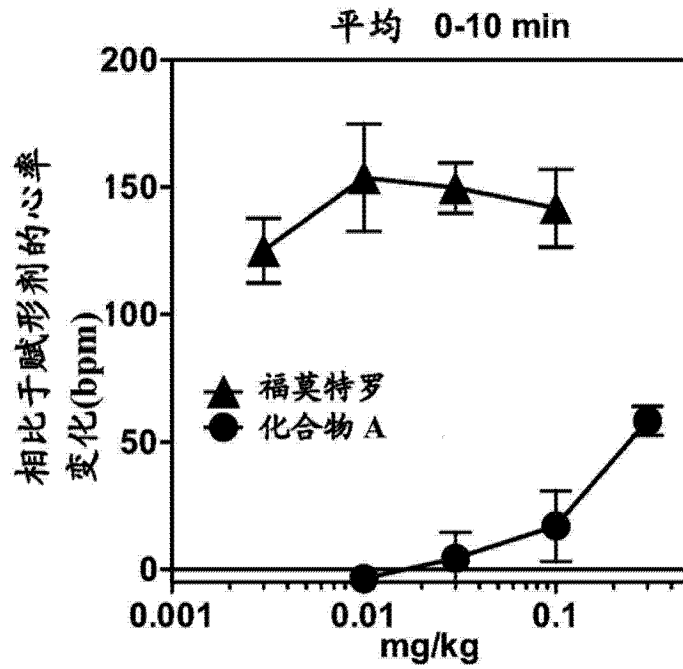 平均 0-10 min
相比于赋形剂的心率
变化(bpm)
200
150
100
50
0
福莫特罗
化合物 A
0.001
0.01
0.1
mg/kg